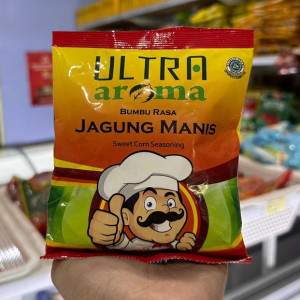 ULTRA
aroma
BUMBU RASA
JAGUNG MANIS
Sweet Corn Seasoning